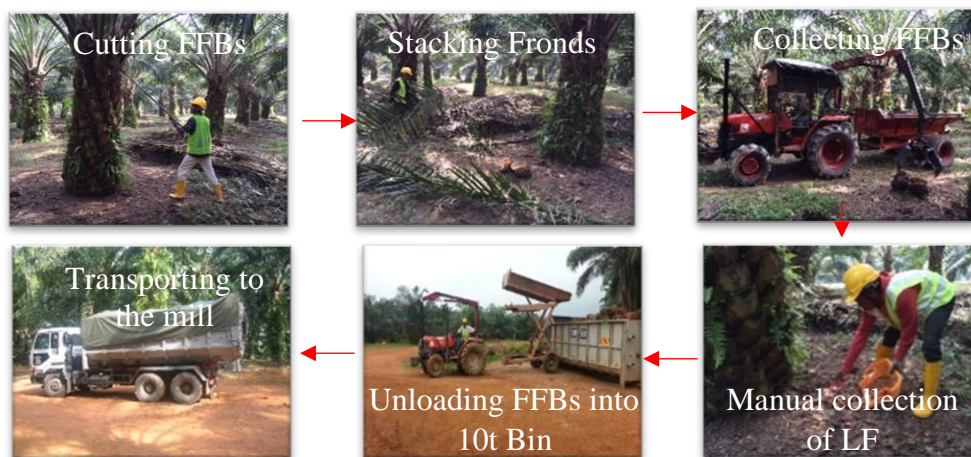 Cutting FFBs
Stacking Fronds
Collecting FFBs
Transporting to
the mill
Unloading FFBs into
10t Bin
Manual collection
of LF